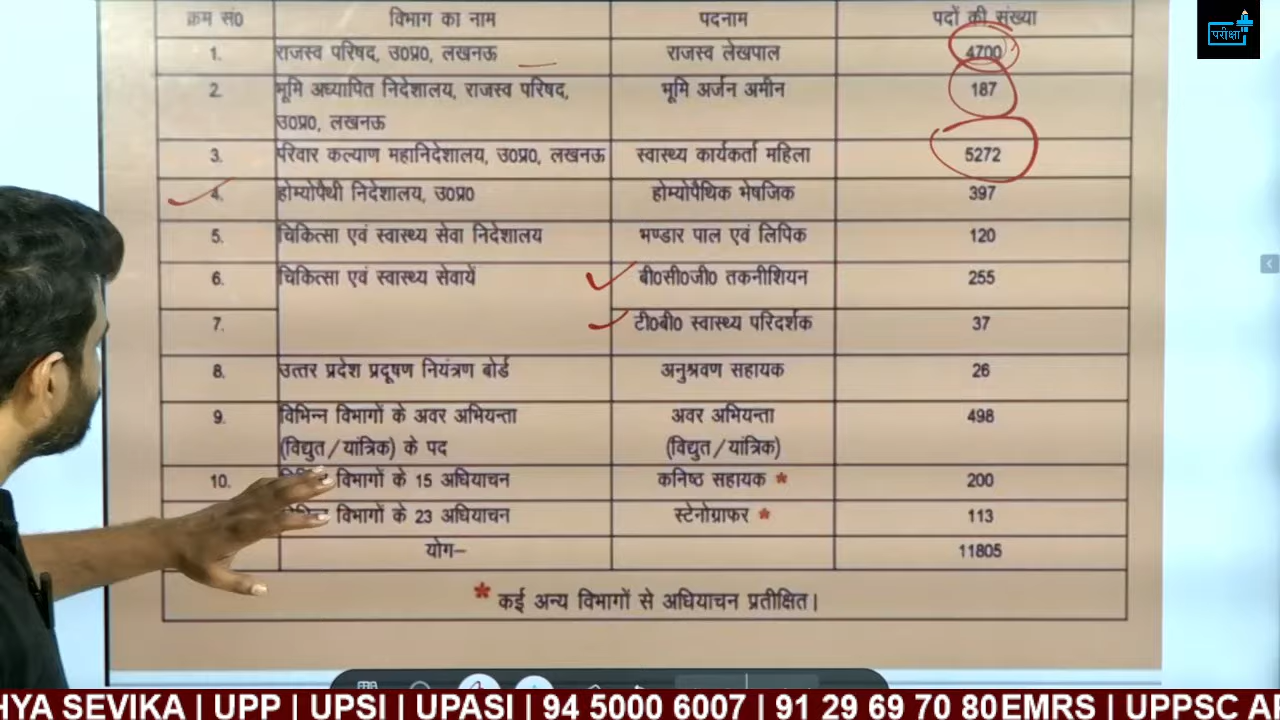 परीक्षा
क्रम सं0 विभाग का नाम पदनाम पदों की संख्या
1. राजस्व परिषद, उ0प्र0, लखनऊ राजस्व लेखपाल 4700
2. भूमि अध्यापित निदेशालय, राजस्व परिषद, भूमि अर्जन अमीन 187
उ0प्र0, लखनऊ
3. परिवार कल्याण महानिदेशालय, उ0प्र0, लखनऊ स्वास्थ्य कार्यकर्ता महिला 5272
4. होम्योपैथी निदेशालय, उ0प्र0 होम्योपैथिक भेषजिक 397
5. चिकित्सा एवं स्वास्थ्य सेवा निदेशालय भण्डार पाल एवं लिपिक 120
6. चिकित्सा एवं स्वास्थ्य सेवायें बी0सी0जी0 तकनीशियन 255
7. टी0बी0 स्वास्थ्य परिदर्शक 37
8. उत्तर प्रदेश प्रदूषण नियंत्रण बोर्ड अनुश्रवण सहायक 26
9. विभिन्न विभागों के अवर अभियन्ता अवर अभियन्ता 498
(विद्युत/यांत्रिक) के पद (विद्युत/यांत्रिक)
10. विभागों के 15 अधियाचन कनिष्ठ सहायक * 200
विभागों के 23 अधियाचन स्टेनोग्राफर * 113
योग– 11805
* कई अन्य विभागों से अधियाचन प्रतीक्षित।
HYA SEVIKA | UPP | UPSI | UPASI | 94 5000 6007 | 91 29 69 70 80 EMRS | UPPSC